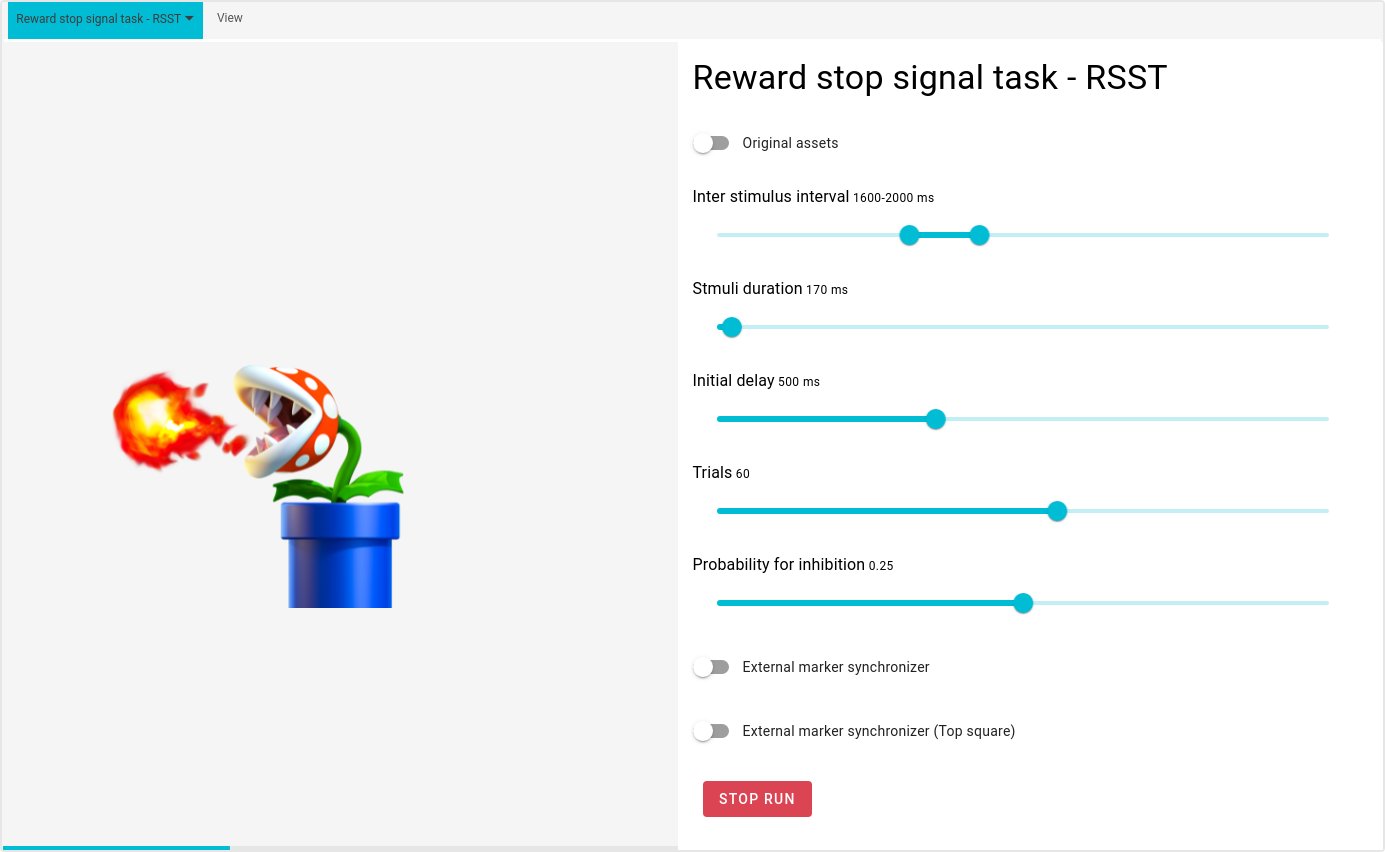 Reward stop signal task - RSST
View
Reward stop signal task - RSST
Original assets
Inter stimulus interval 1600-2000 ms
Stmuli duration 170 ms
Initial delay 500 ms
Trials 60
Probability for inhibition 0.25
External marker synchronizer
External marker synchronizer (Top square)
STOP RUN